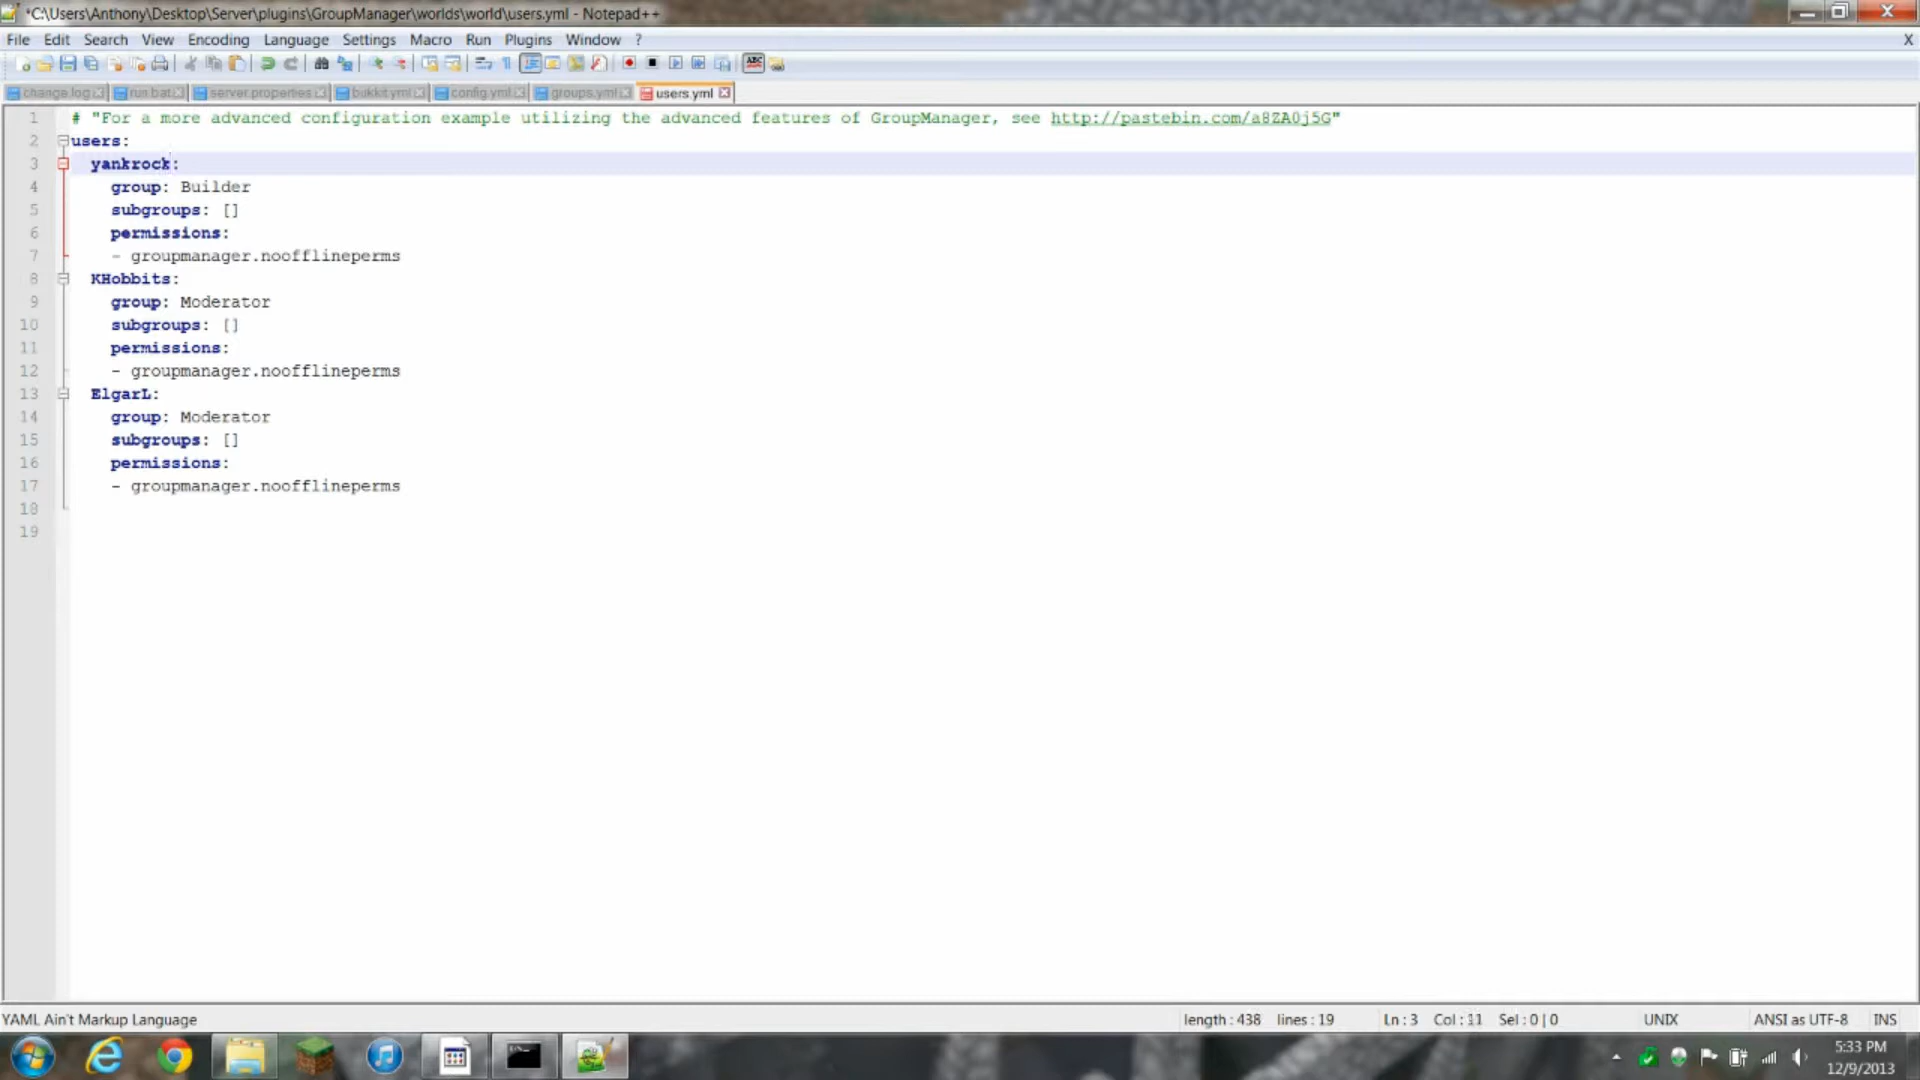 *C:\Users\Anthony\Desktop\Server\plugins\GroupManager\worlds\world\users.yml - Notepad++
File Edit Search View Encoding Language Settings Macro Run Plugins Window ? X
change.log run.bat server.properties bukkit.yml config.yml groups.yml users.yml
1 # "For a more advanced configuration example utilizing the advanced features of GroupManager, see http://pastebin.com/a8ZA0j5G"
2 users:
3 yankrock:
4 group: Builder
5 subgroups: []
6 permissions:
7 - groupmanager.noofflineperms
8 KHobbits:
9 group: Moderator
10 subgroups: []
11 permissions:
12 - groupmanager.noofflineperms
13 ElgarL:
14 group: Moderator
15 subgroups: []
16 permissions:
17 - groupmanager.noofflineperms
18
19
YAML Ain't Markup Language length : 438 lines : 19 Ln : 3 Col : 11 Sel : 0 | 0 UNIX ANSI as UTF-8 INS
5:33 PM
12/9/2013